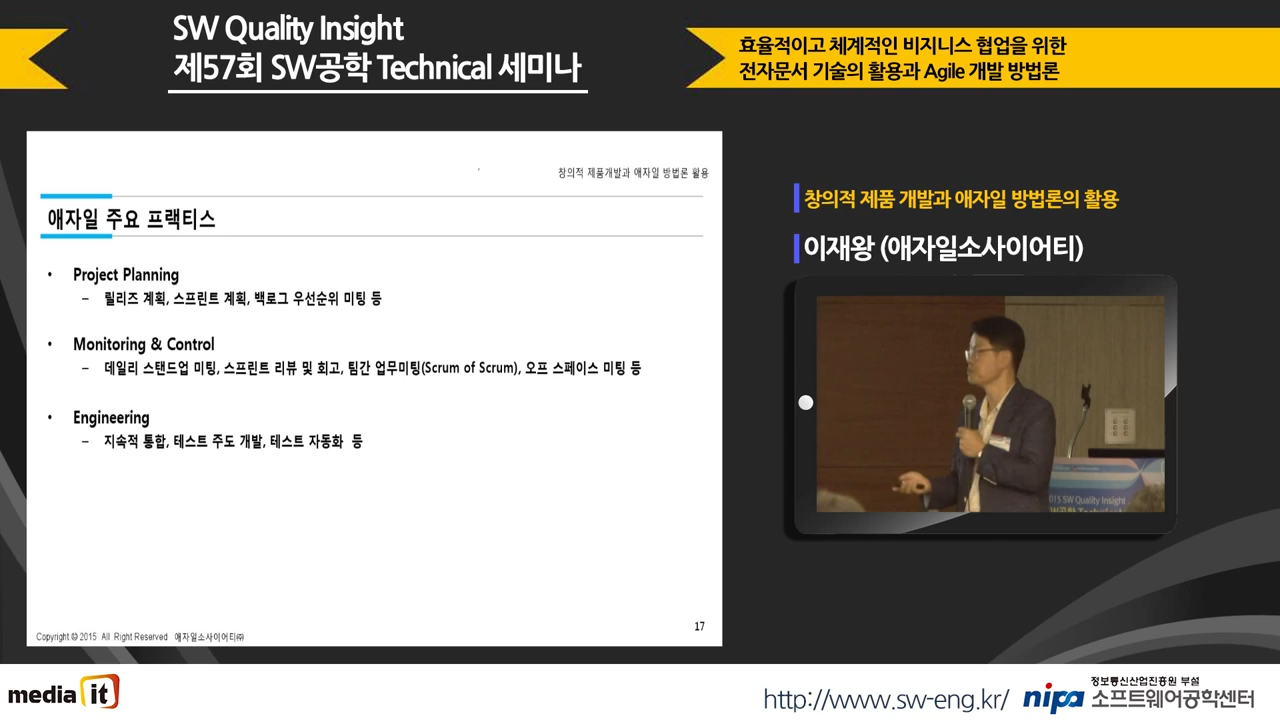 SW Quality Insight
제57회 SW공학 Technical 세미나
효율적이고 체계적인 비지니스 협업을 위한
전자문서 기술의 활용과 Agile 개발 방법론
창의적 제품개발과 애자일 방법론 활용
애자일 주요 프랙티스
• Project Planning
– 릴리즈 계획, 스프린트 계획, 백로그 우선순위 미팅 등
• Monitoring & Control
– 데일리 스탠드업 미팅, 스프린트 리뷰 및 회고, 팀간 업무미팅(Scrum of Scrum), 오프 스페이스 미팅 등
• Engineering
– 지속적 통합, 테스트 주도 개발, 테스트 자동화 등
17
Copyright © 2015 All Right Reserved 애자일소사이어티㈜
창의적 제품 개발과 애자일 방법론의 활용
이재왕 (애자일소사이어티)
2015 SW Quality Insight
media it
http://www.sw-eng.kr/
nipa
정보통신산업진흥원 부설
소프트웨어공학센터